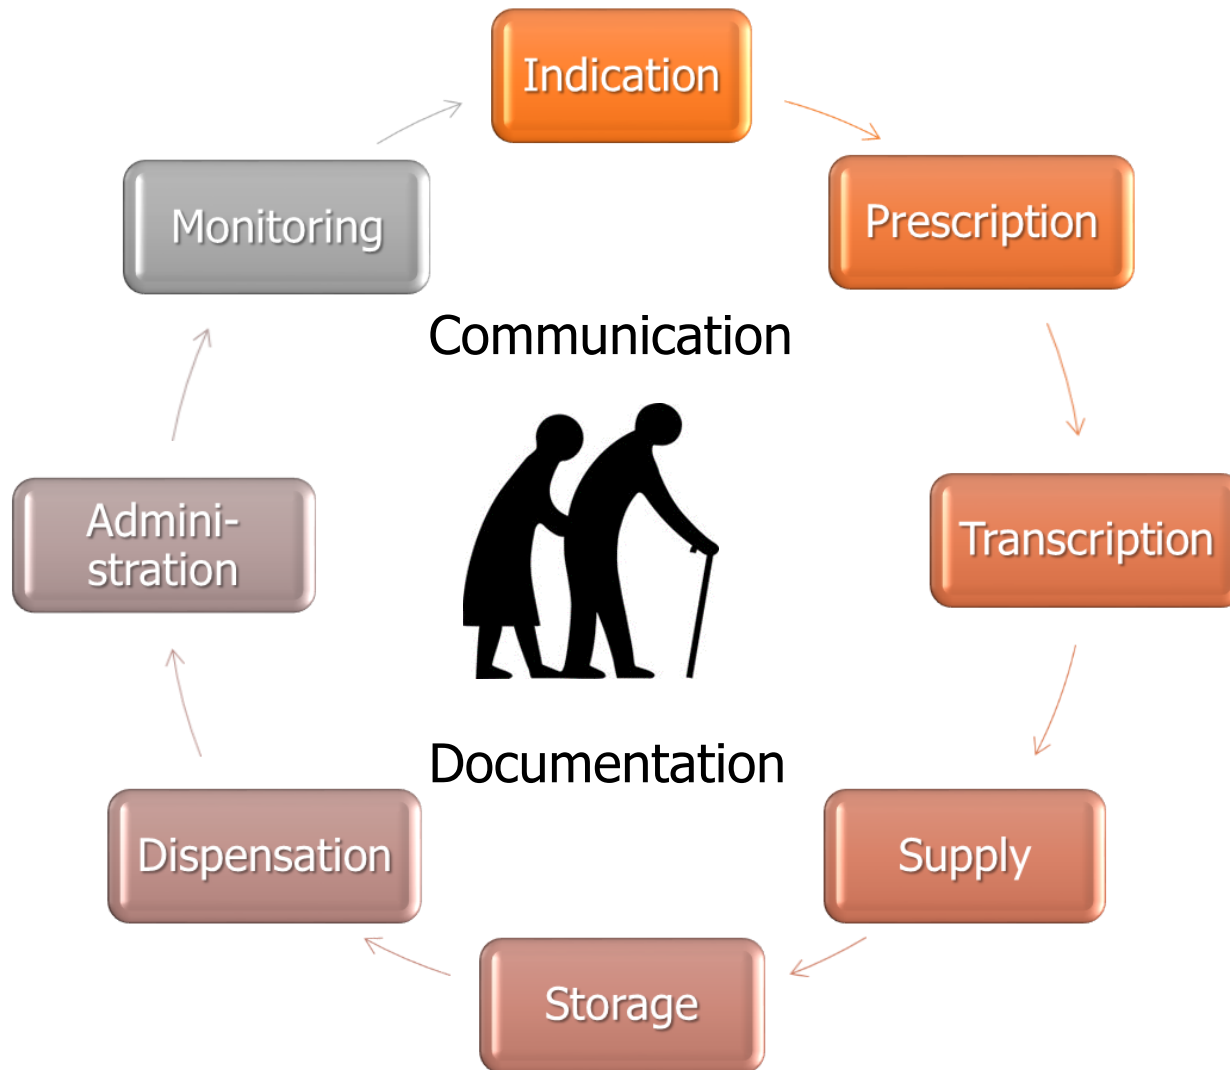 Indication
Prescription
Transcription
Supply
Storage
Dispensation
Admini-
stration
Monitoring
Communication
Documentation